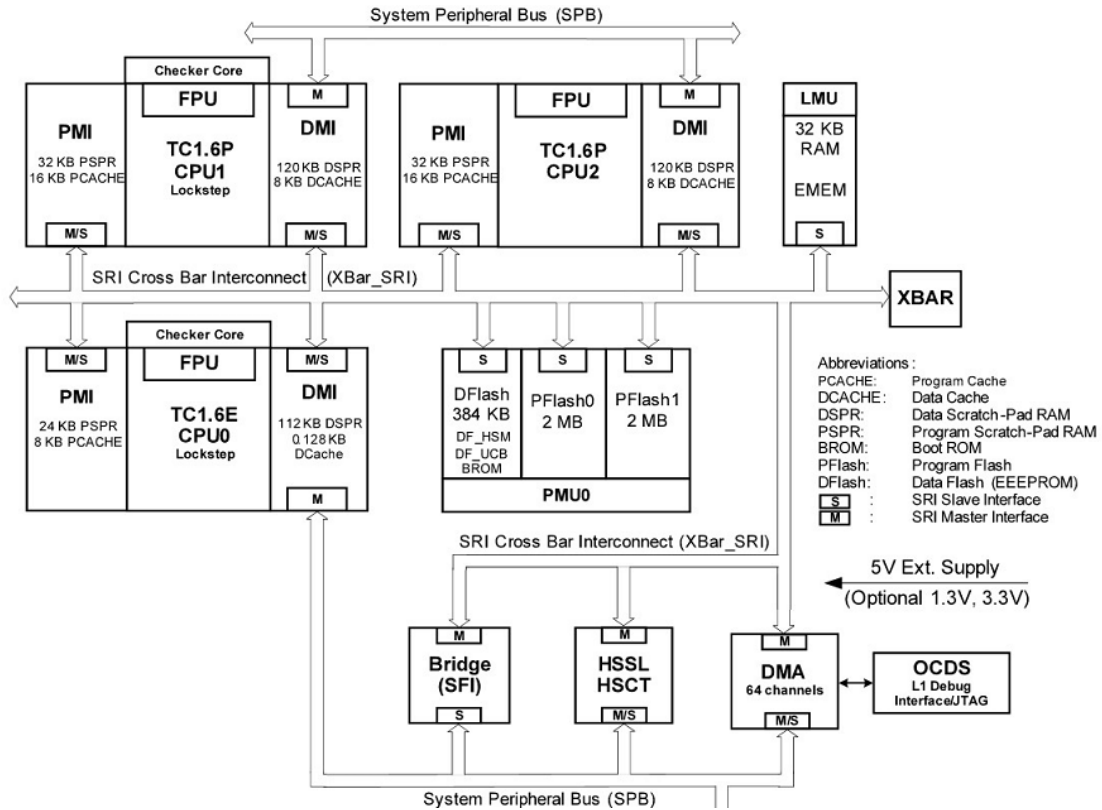 System Peripheral Bus (SPB)
Checker Core
FPU
M
PMI
TC1.6P
CPU1
Lockstep
DMI
32 KB PSPR
16 KB PCACHE
120 KB DSPR
8 KB DCACHE
M/S
M/S
FPU
M
PMI
TC1.6P
CPU2
DMI
32 KB PSPR
16 KB PCACHE
120 KB DSPR
8 KB DCACHE
M/S
M/S
LMU
32 KB
RAM
EMEM
S
SRI Cross Bar Interconnect (XBar_SRI)
XBAR
Checker Core
M/S
FPU
M/S
PMI
TC1.6E
CPU0
Lockstep
DMI
24 KB PSPR
8 KB PCACHE
112 KB DSPR
0.128 KB
DCache
M
S
S
S
DFlash
384 KB
DF_HSM
DF_UCB
BROM
PFlash0
2 MB
PFlash1
2 MB
PMU0
Abbreviations :
PCACHE: Program Cache
DCACHE : Data Cache
DSPR: Data Scratch-Pad RAM
PSPR: Program Scratch-Pad RAM
BROM: Boot ROM
PFlash: Program Flash
DFlash: Data Flash (EEEPROM)
S : SRI Slave Interface
M : SRI Master Interface
SRI Cross Bar Interconnect (XBar_SRI)
5V Ext. Supply
(Optional 1.3V, 3.3V)
M
Bridge
(SFI)
S
M
HSSL
HSCT
M/S
M
DMA
64 channels
M/S
OCDS
L1 Debug
Interface/JTAG
System Peripheral Bus (SPB)